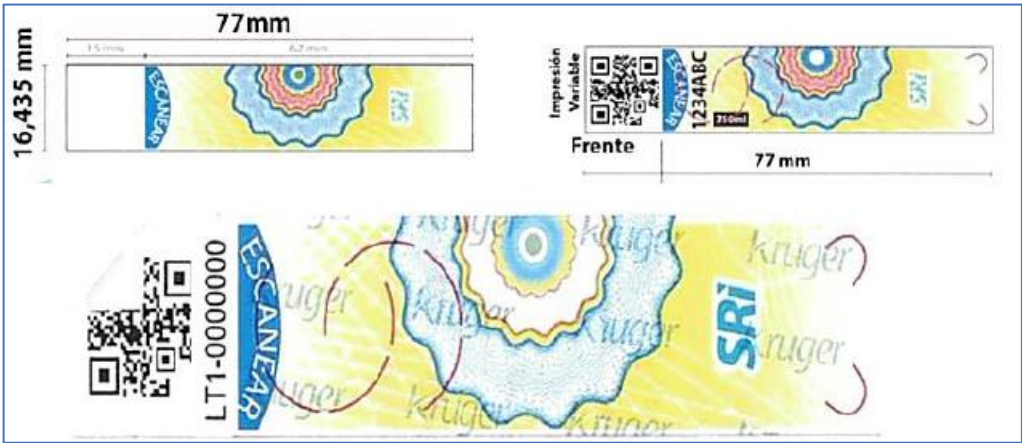 77mm
15 mm
62 mm
16,435 mm
ESCANEAR
Impresión
Variable
ESCANEAR
1234ABC
750ml
Frente
77 mm
LT1-0000000
ESCANEAR
kruger
kruger
kruger
kruger
kruger
kruger
kruger
kruger
SRi